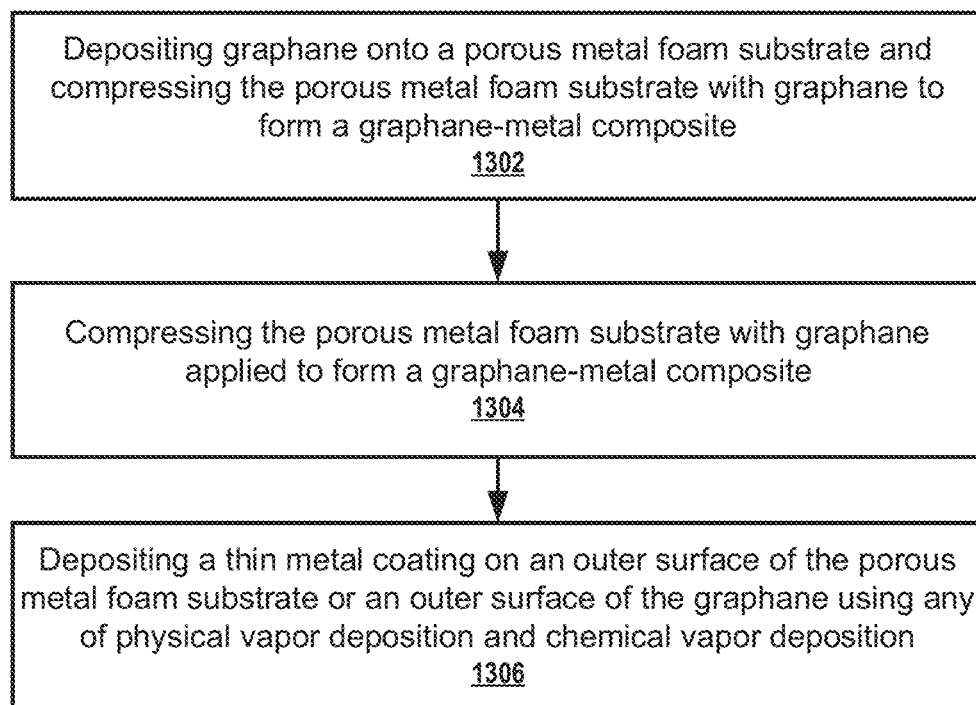 Depositing graphane onto a porous metal foam substrate and
compressing the porous metal foam substrate with graphane to
form a graphane-metal composite
1302
Compressing the porous metal foam substrate with graphane
applied to form a graphane-metal composite
1304
Depositing a thin metal coating on an outer surface of the porous
metal foam substrate or an outer surface of the graphane using any
of physical vapor deposition and chemical vapor deposition
1306